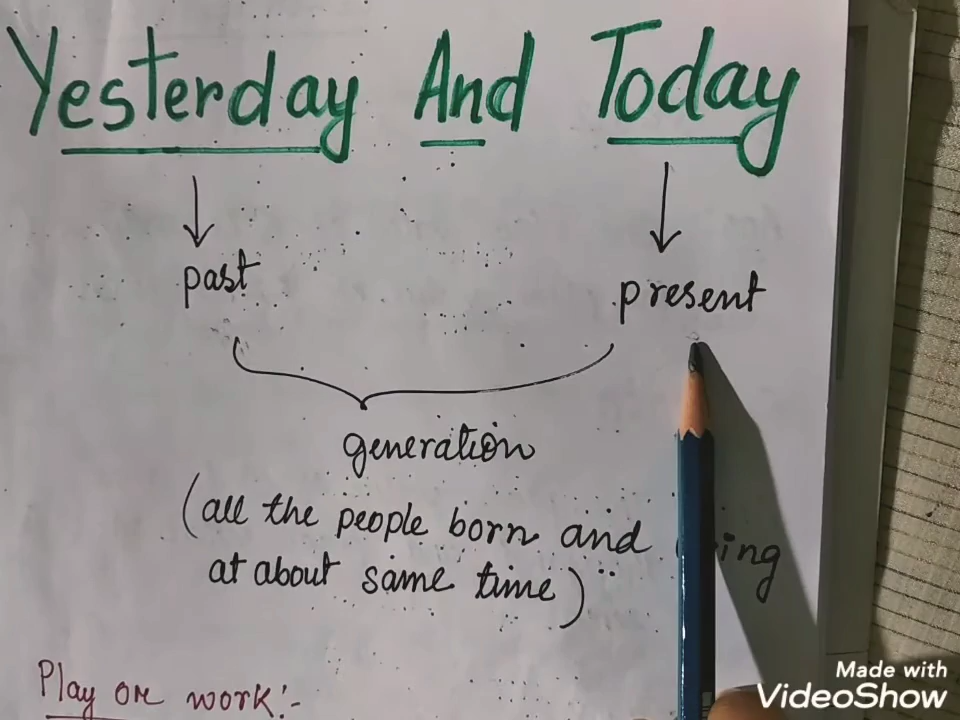 Yesterday And Today
past present
generation
(all the people born and
at about same time)
Play or work:-
Made with
VideoShow